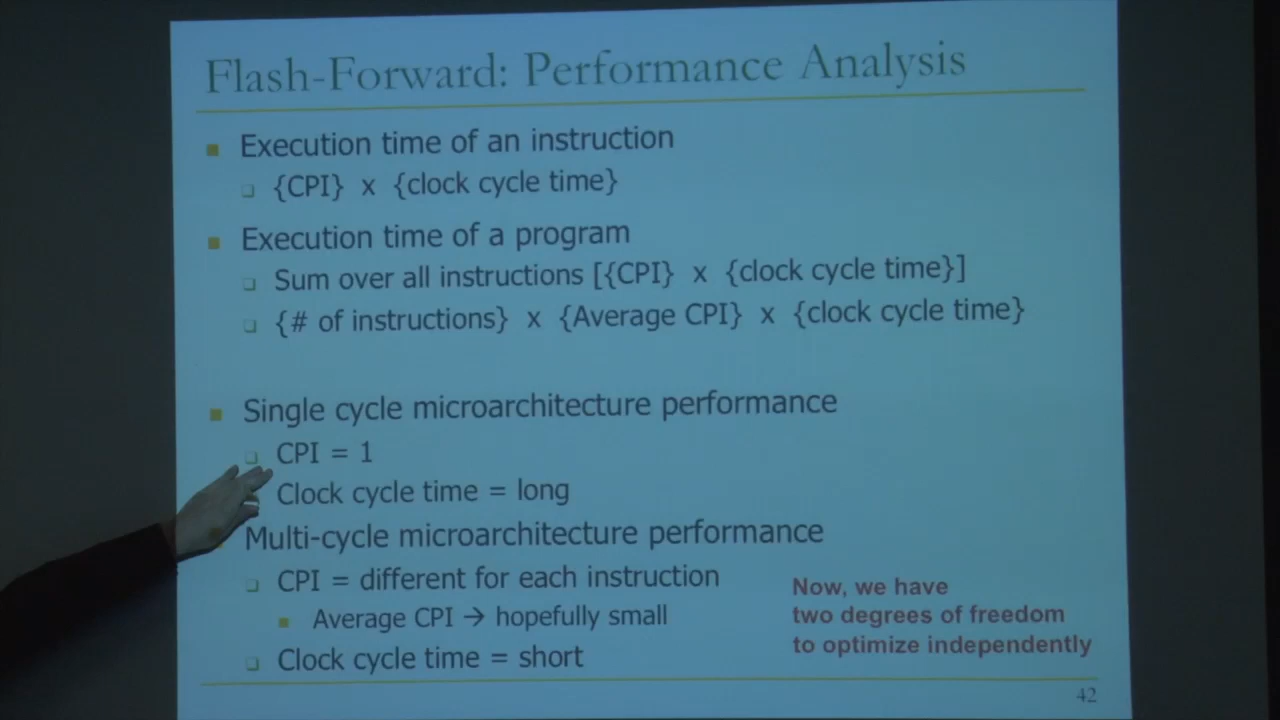 Flash-Forward: Performance Analysis
Execution time of an instruction
{CPI} x {clock cycle time}
Execution time of a program
Sum over all instructions [{CPI} x {clock cycle time}]
{# of instructions} x {Average CPI} x {clock cycle time}
Single cycle microarchitecture performance
CPI = 1
Clock cycle time = long
Multi-cycle microarchitecture performance
CPI = different for each instruction
Average CPI → hopefully small
Clock cycle time = short
Now, we have
two degrees of freedom
to optimize independently
42